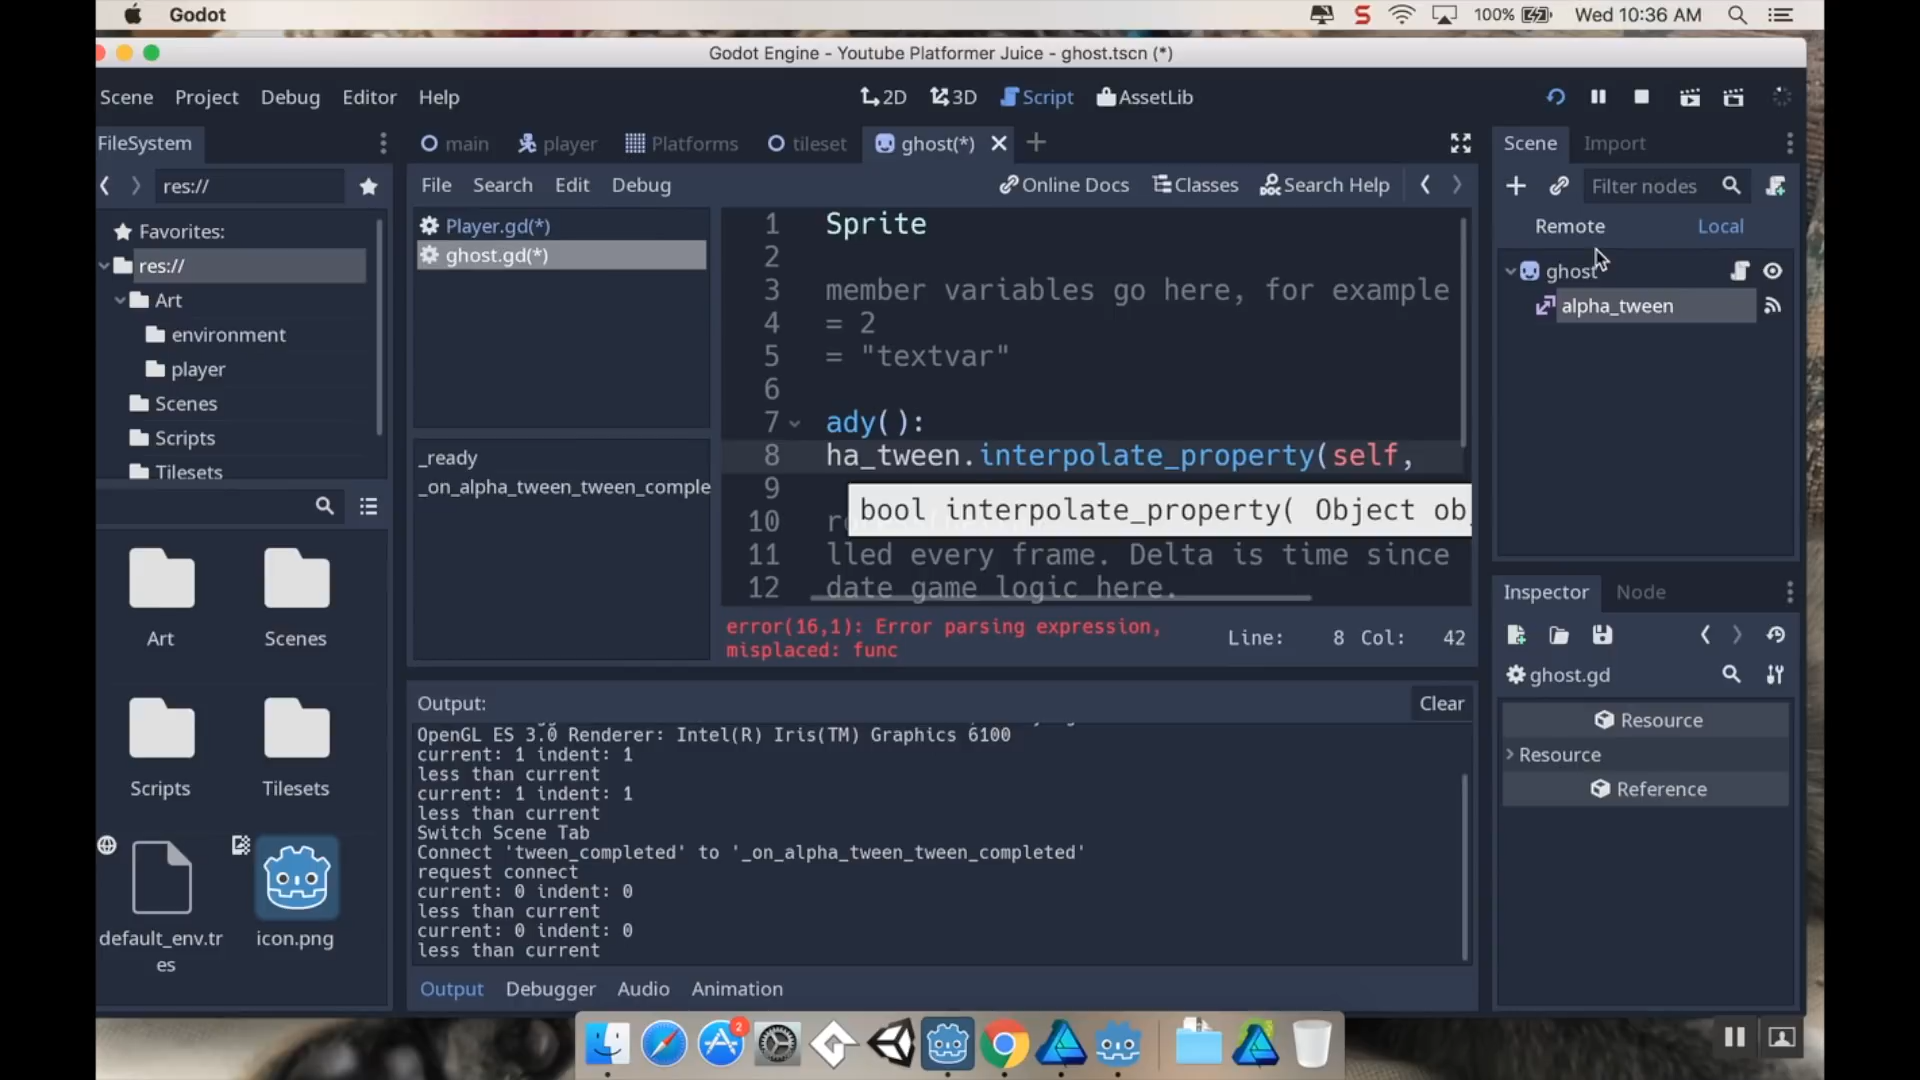 Godot
100%
Wed 10:36 AM
Godot Engine - Youtube Platformer Juice - ghost.tscn (*)
Scene Project Debug Editor Help
2D 3D Script AssetLib
FileSystem
main player Platforms tileset ghost(*)
Scene Import
res://
File Search Edit Debug
Online Docs Classes Search Help
Filter nodes
Favorites:
res://
Art
environment
player
Scenes
Scripts
Tilesets
Player.gd(*)
ghost.gd(*)
_ready
_on_alpha_tween_tween_comple
1 Sprite
2
3 member variables go here, for example
4 = 2
5 = "textvar"
6
7 ady():
8 ha_tween.interpolate_property(self,
9
bool interpolate_property( Object ob
10
11 lled every frame. Delta is time since
12 date game logic here.
error(16,1): Error parsing expression,
misplaced: func
Line: 8 Col: 42
Remote Local
ghost
alpha_tween
Inspector Node
ghost.gd
Resource
Resource
Reference
Art
Scenes
Scripts
Tilesets
default_env.tr
es
icon.png
Output:
Clear
OpenGL ES 3.0 Renderer: Intel(R) Iris(TM) Graphics 6100
current: 1 indent: 1
less than current
current: 1 indent: 1
less than current
Switch Scene Tab
Connect 'tween_completed' to '_on_alpha_tween_tween_completed'
request connect
current: 0 indent: 0
less than current
current: 0 indent: 0
less than current
Output Debugger Audio Animation
2